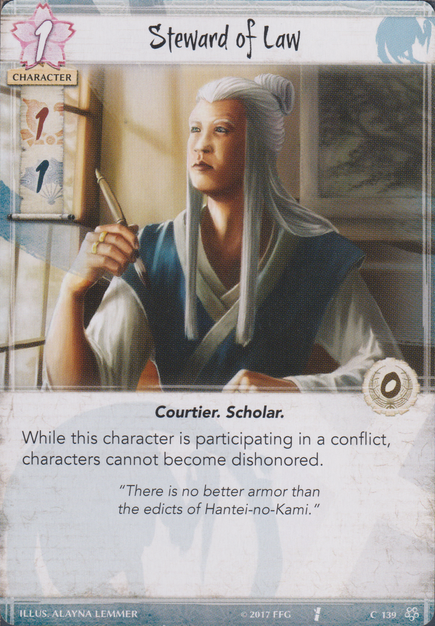 1
Steward of Law
CHARACTER
1
1
0
Courtier. Scholar.
While this character is participating in a conflict,
characters cannot become dishonored.
“There is no better armor than
the edicts of Hantei-no-Kami.”
ILLUS. ALAYNA LEMMER
© 2017 FFG
1
C 139